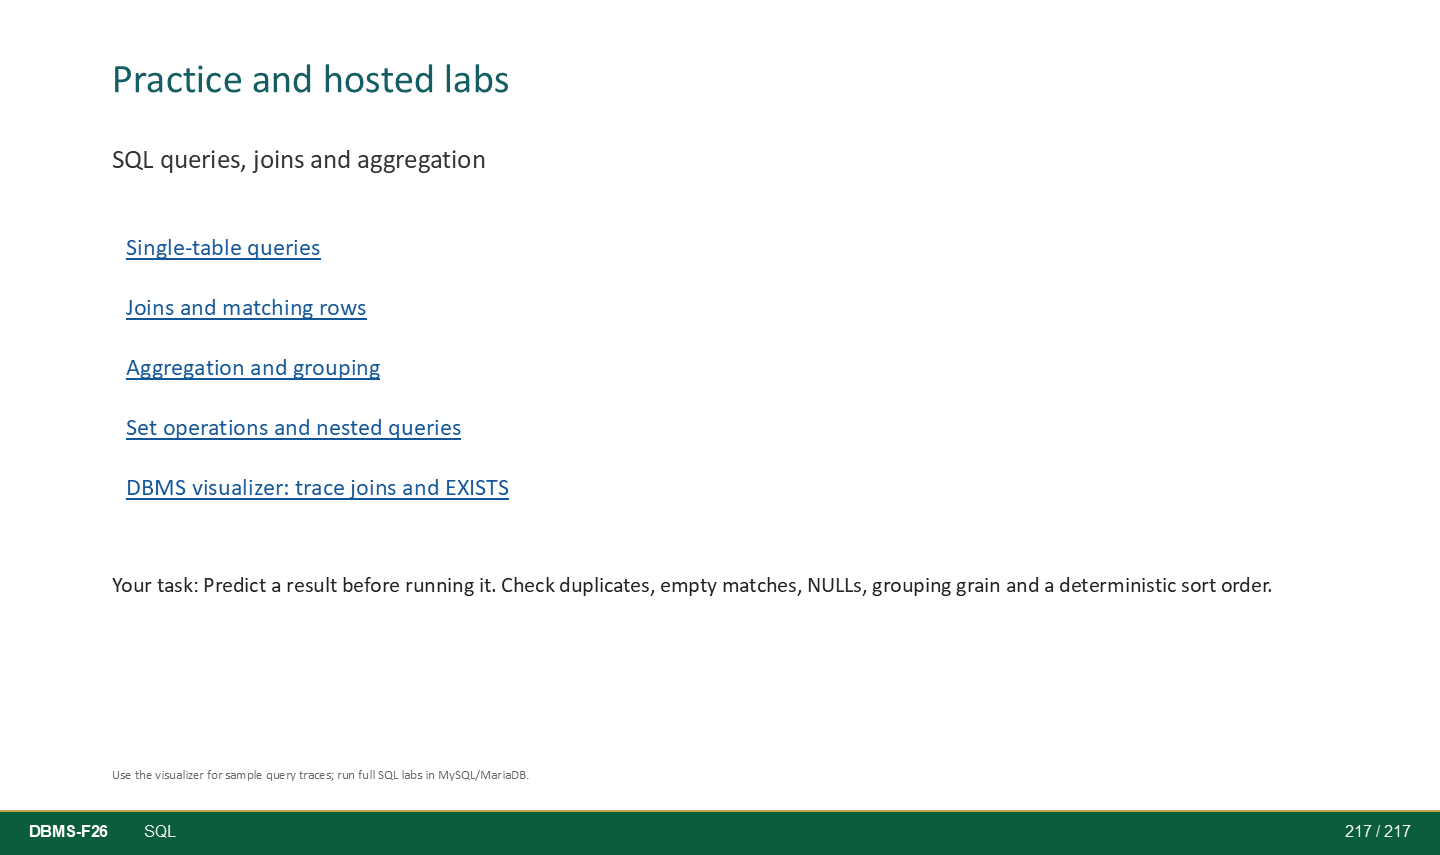 Practice and hosted labs
SQL queries, joins and aggregation
Single-table queries
Joins and matching rows
Aggregation and grouping
Set operations and nested queries
DBMS visualizer: trace joins and EXISTS
Your task: Predict a result before running it. Check duplicates, empty matches, NULLs, grouping grain and a deterministic sort order.
Use the visualizer for sample query traces; run full SQL labs in MySQL/MariaDB.
DBMS-F26 SQL 217 / 217